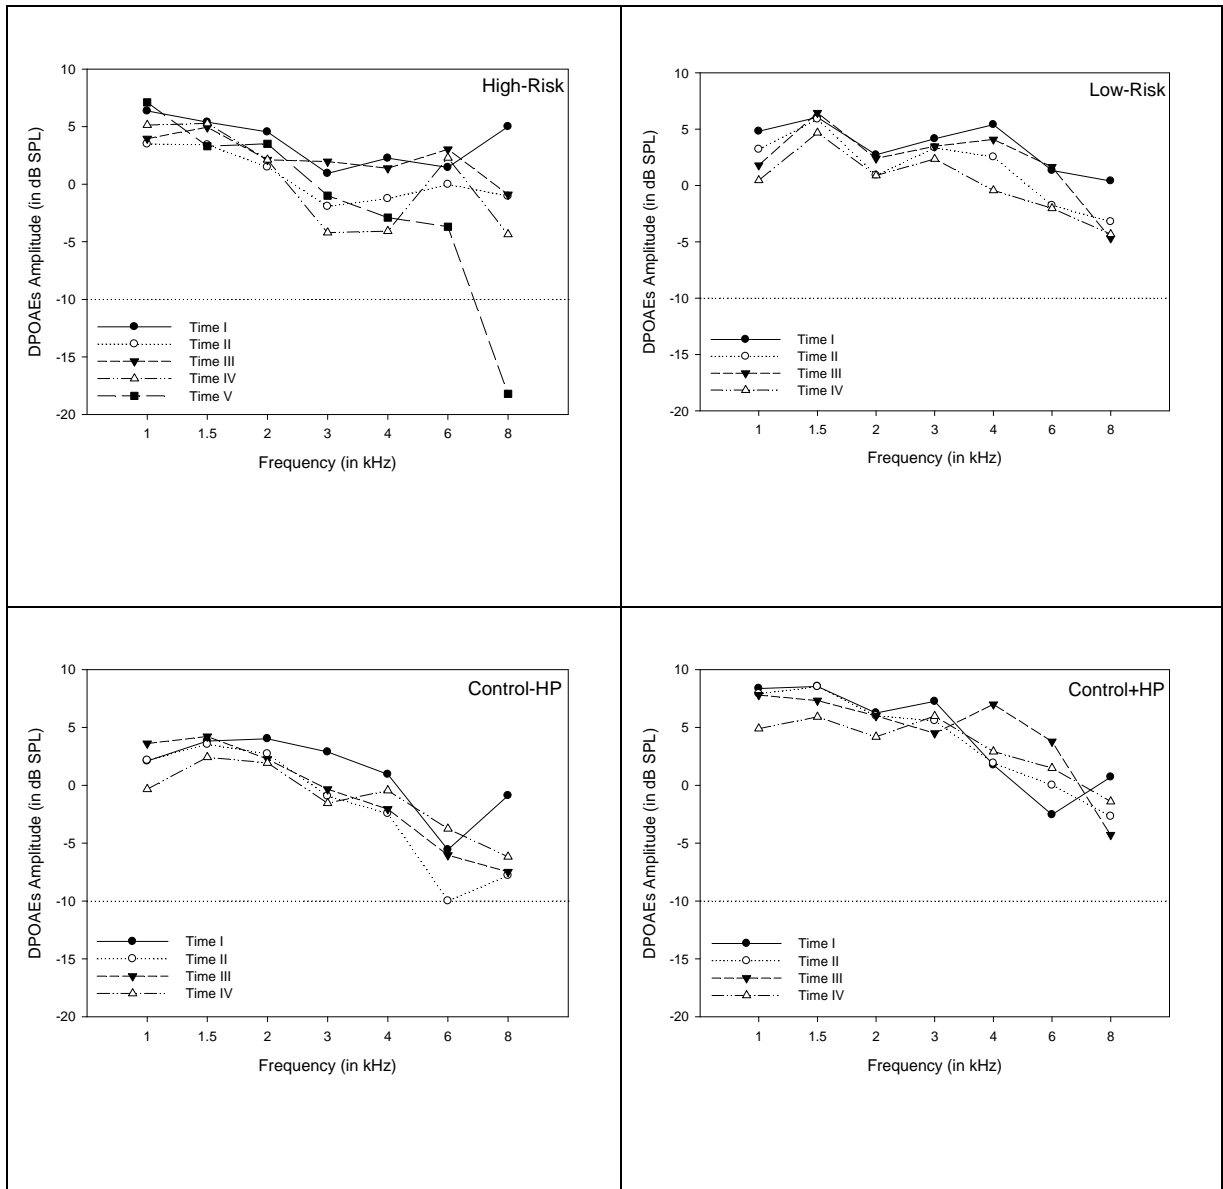 High-Risk
DPOAEs Amplitude (in dB SPL)
10
5
0
-5
-10
-15
-20
Time I
Time II
Time III
Time IV
Time V
1 1.5 2 3 4 6 8
Frequency (in kHz)
Low-Risk
DPOAEs Amplitude (in dB SPL)
10
5
0
-5
-10
-15
-20
Time I
Time II
Time III
Time IV
1 1.5 2 3 4 6 8
Frequency (in kHz)
Control-HP
DPOAEs Amplitude (in dB SPL)
10
5
0
-5
-10
-15
-20
Time I
Time II
Time III
Time IV
1 1.5 2 3 4 6 8
Frequency (in kHz)
Control+HP
DPOAEs Amplitude (in dB SPL)
10
5
0
-5
-10
-15
-20
Time I
Time II
Time III
Time IV
1 1.5 2 3 4 6 8
Frequency (in kHz)